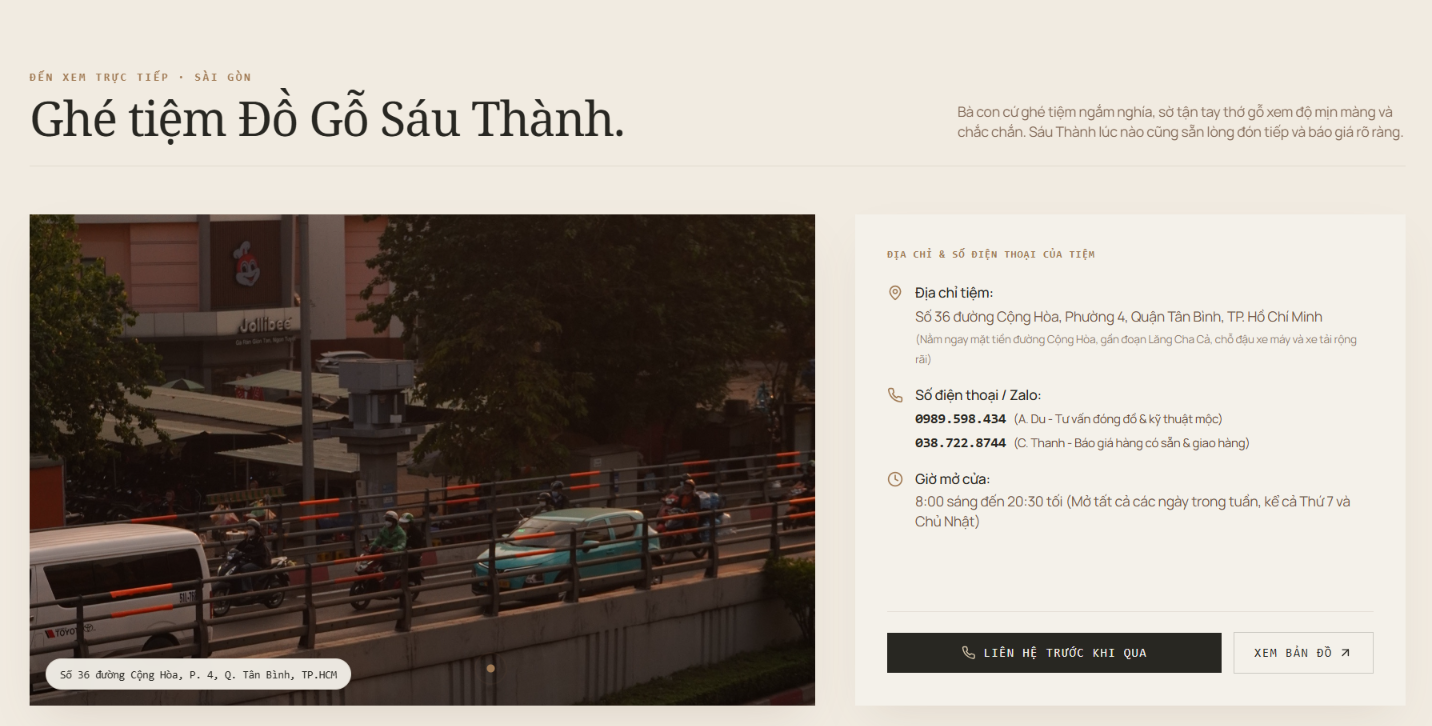 ĐẾN XEM TRỰC TIẾP · SÀI GÒN
Ghé tiệm Đồ Gỗ Sáu Thành.
Bà con cứ ghé tiệm ngắm nghía, sờ tận tay thớ gỗ xem độ mịn màng và
chắc chắn. Sáu Thành lúc nào cũng sẵn lòng đón tiếp và báo giá rõ ràng.
Jollibee
TOYOTA
Số 36 đường Cộng Hòa, P. 4, Q. Tân Bình, TP.HCM
ĐỊA CHỈ & SỐ ĐIỆN THOẠI CỦA TIỆM
Địa chỉ tiệm:
Số 36 đường Cộng Hòa, Phường 4, Quận Tân Bình, TP. Hồ Chí Minh
(Nằm ngay mặt tiền đường Cộng Hòa, gần đoạn Lăng Cha Cả, chỗ đậu xe máy và xe tải rộng
rãi)
Số điện thoại / Zalo:
0989.598.434 (A. Du - Tư vấn đóng đồ & kỹ thuật mộc)
038.722.8744 (C. Thanh - Báo giá hàng có sẵn & giao hàng)
Giờ mở cửa:
8:00 sáng đến 20:30 tối (Mở tất cả các ngày trong tuần, kể cả Thứ 7 và
Chủ Nhật)
LIÊN HỆ TRƯỚC KHI QUA
XEM BẢN ĐỒ